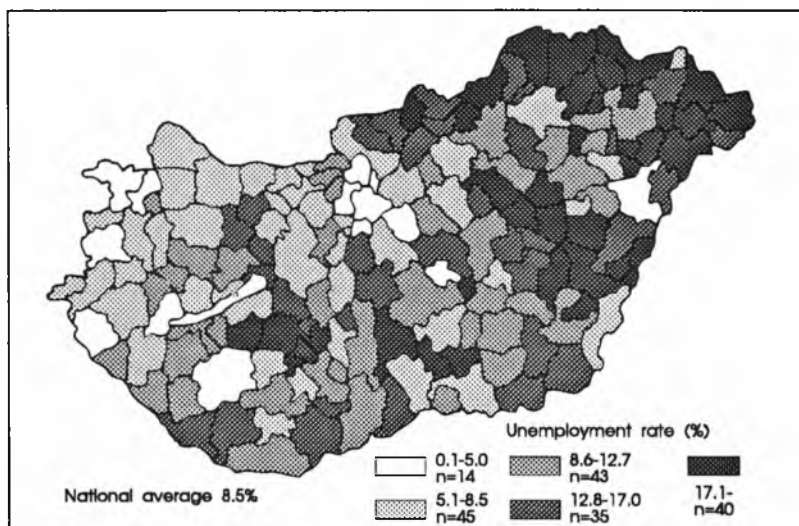 Unemployment rate (%)
0.1-5.0
n=14
8.6-12.7
n=43
5.1-8.5
n=45
12.8-17.0
n=35
17.1-
n=40
National average 8.5%